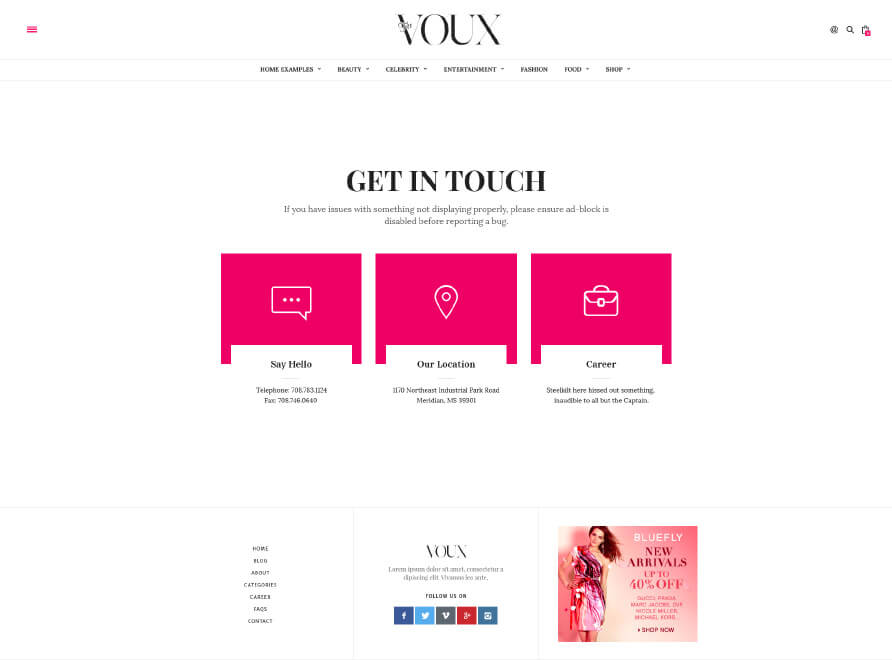 VOUX
HOME EXAMPLES
BEAUTY
CELEBRITY
ENTERTAINMENT
FASHION
FOOD
SHOP
GET IN TOUCH
If you have issues with something not displaying properly, please ensure ad-block is
disabled before reporting a bug.
Say Hello
Telephone: 708.783.1124
Fax: 708.746.0640
Our Location
1170 Northeast Industrial Park Road
Meridian, MS 39301
Career
Steelkilt here hissed out something,
inaudible to all but the Captain.
HOME
BLOG
ABOUT
CATEGORIES
CAREER
FAQS
CONTACT
VOUX
Lorem ipsum dolor sit amet, consectetur a
dipiscing elit. Vivamus leo ante,
FOLLOW US ON
BLUEFLY
NEW
ARRIVALS
UP TO
40% OFF
GUCCI, PRADA,
MARC JACOBS, DVF,
NICOLE MILLER,
MICHAEL KORS...
SHOP NOW